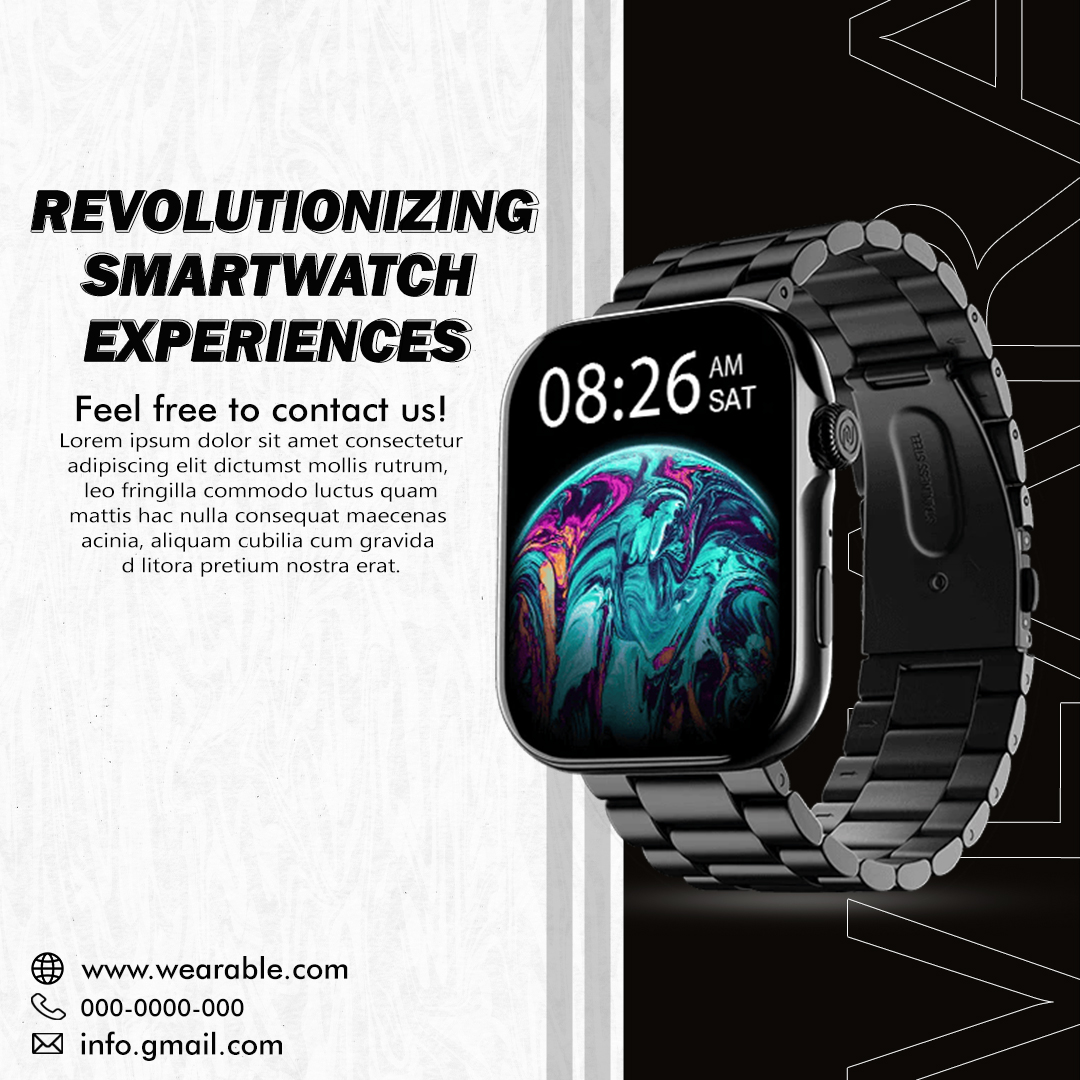 REVOLUTIONIZING
SMARTWATCH
EXPERIENCES
Feel free to contact us!
Lorem ipsum dolor sit amet consectetur
adipiscing elit dictumst mollis rutrum,
leo fringilla commodo luctus quam
mattis hac nulla consequat maecenas
acinia, aliquam cubilia cum gravida
d litora pretium nostra erat.
08:26 AM
SAT
STAINLESS STEEL
www.wearable.com
000-0000-000
info.gmail.com